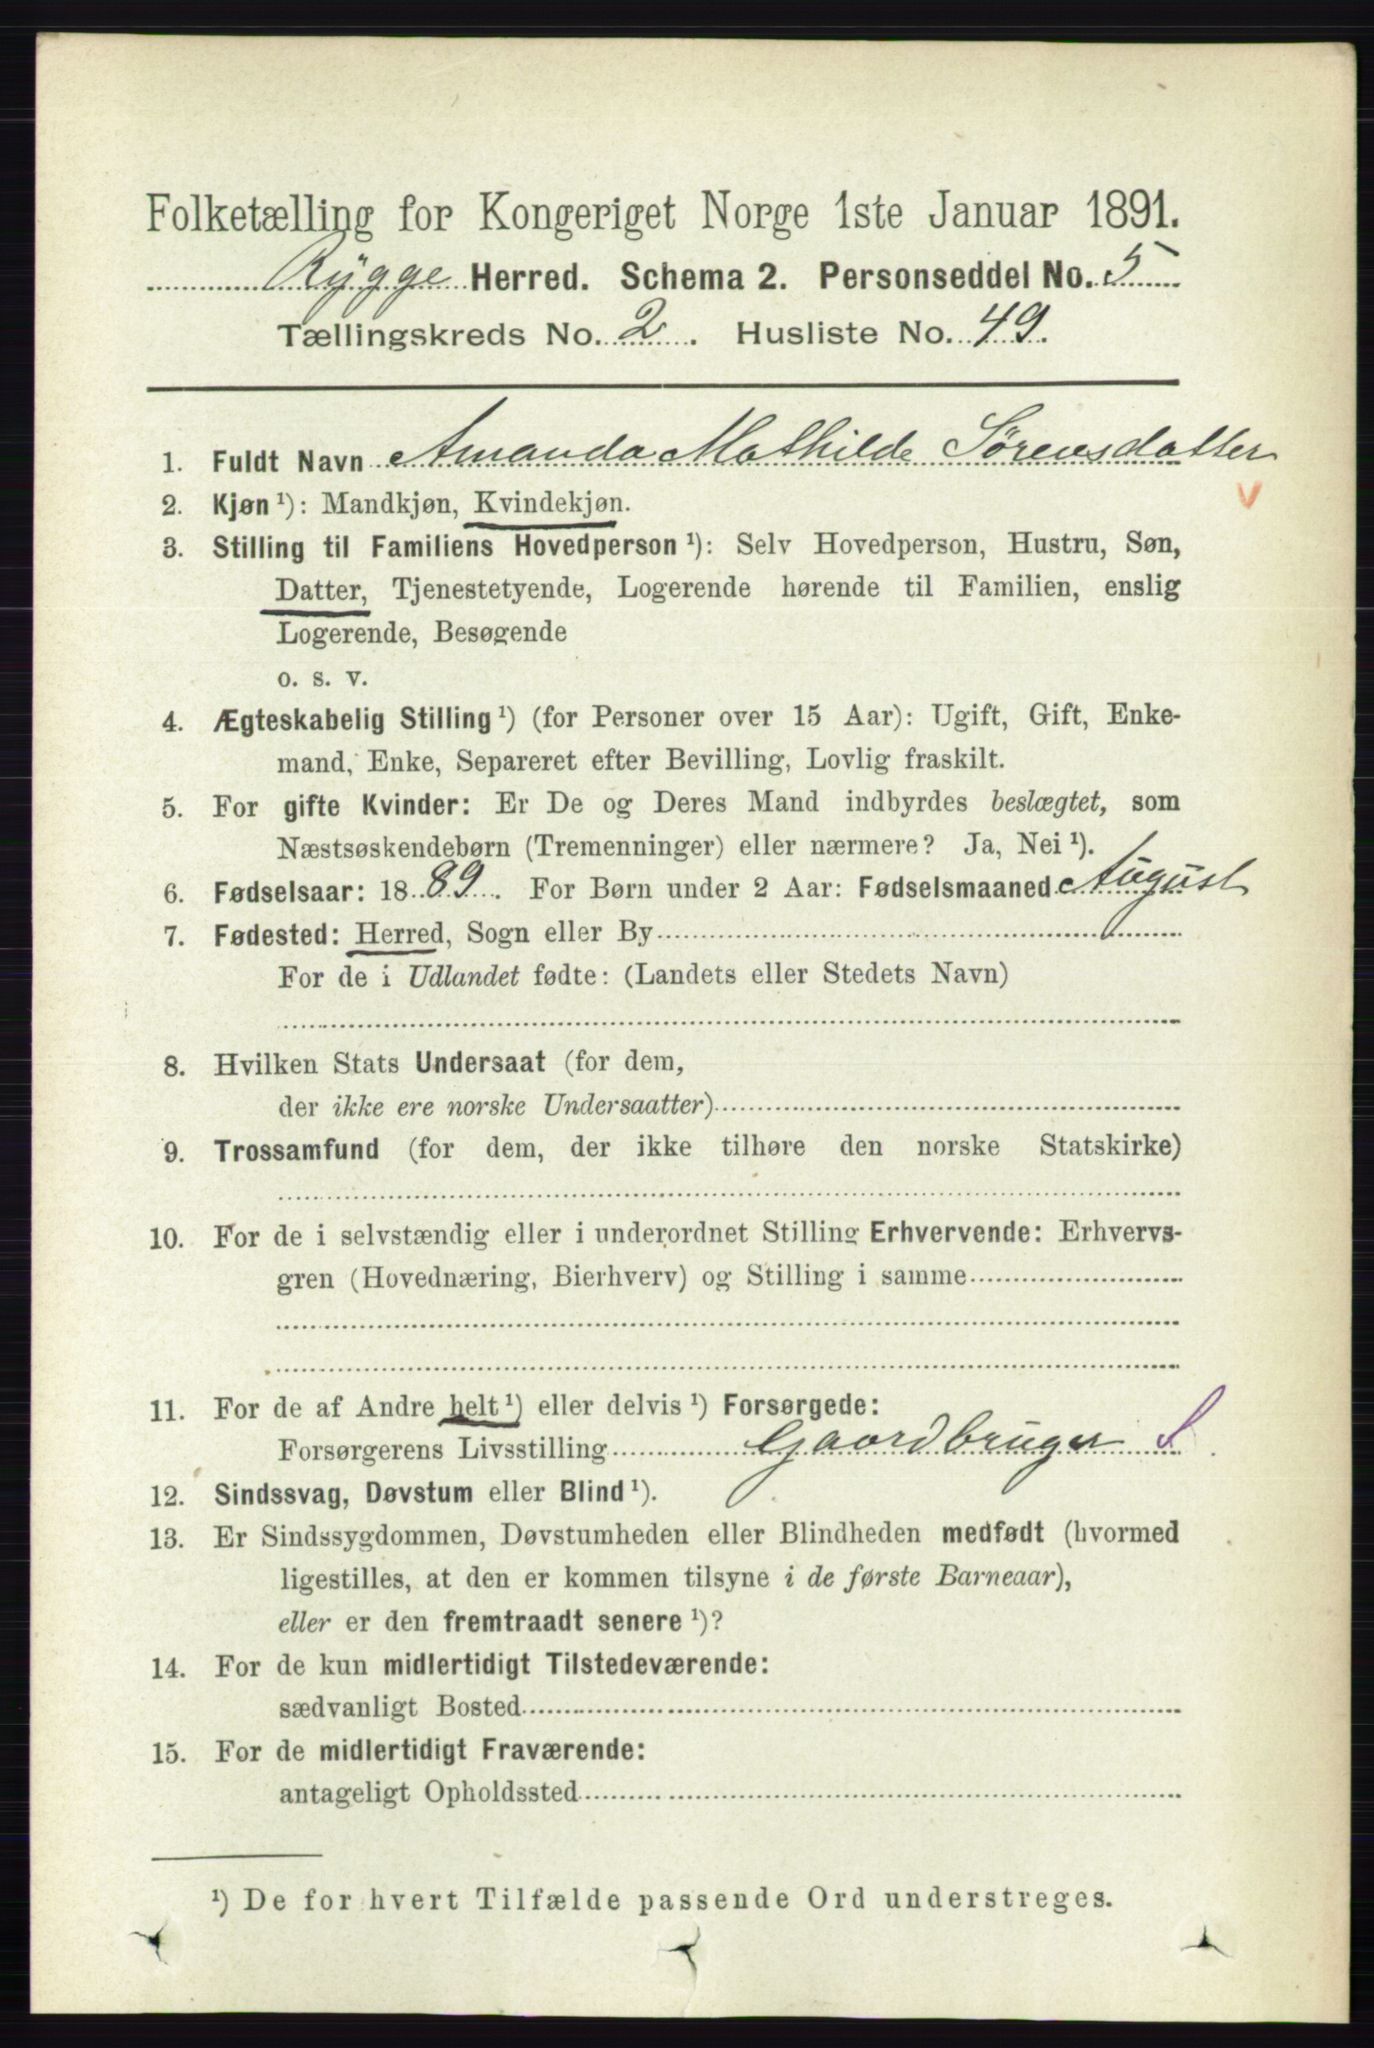 Folketælling for Kongeriget Norge 1ste Januar 1891.
Rygge Herred. Schema 2. Personseddel No. 5
Tællingskreds No. 2. Husliste No. 49.
1. Fuldt Navn Amanda Mathilde Sørensdatter
2. Kjøn ¹): Mandkjøn, Kvindekjøn.
v
3. Stilling til Familiens Hovedperson ¹): Selv Hovedperson, Hustru, Søn,
Datter, Tjenestetyende, Logerende hørende til Familien, enslig
Logerende, Besøgende
o. s. v.
4. Ægteskabelig Stilling ¹) (for Personer over 15 Aar): Ugift, Gift, Enke-
mand, Enke, Separeret efter Bevilling, Lovlig fraskilt.
5. For gifte Kvinder: Er De og Deres Mand indbyrdes beslægtet, som
Næstsøskendebørn (Tremenninger) eller nærmere? Ja, Nei ¹).
6. Fødselsaar: 1889. For Børn under 2 Aar: Fødselsmaaned August
7. Fødested: Herred, Sogn eller By
For de i Udlandet fødte: (Landets eller Stedets Navn)
8. Hvilken Stats Undersaat (for dem,
der ikke ere norske Undersaatter)
9. Trossamfund (for dem, der ikke tilhøre den norske Statskirke)
10. For de i selvstændig eller i underordnet Stilling Erhvervende: Erhvervs-
gren (Hovednæring, Bierhverv) og Stilling i samme
11. For de af Andre helt ¹) eller delvis ¹) Forsørgede:
Forsørgerens Livsstilling Gaardbruger S
12. Sindssvag, Døvstum eller Blind ¹).
13. Er Sindssygdommen, Døvstumheden eller Blindheden medfødt (hvormed
ligestilles, at den er kommen tilsyne i de første Barneaar),
eller er den fremtraadt senere ¹)?
14. For de kun midlertidigt Tilstedeværende:
sædvanligt Bosted
15. For de midlertidigt Fraværende:
antageligt Opholdssted
¹) De for hvert Tilfælde passende Ord understreges.